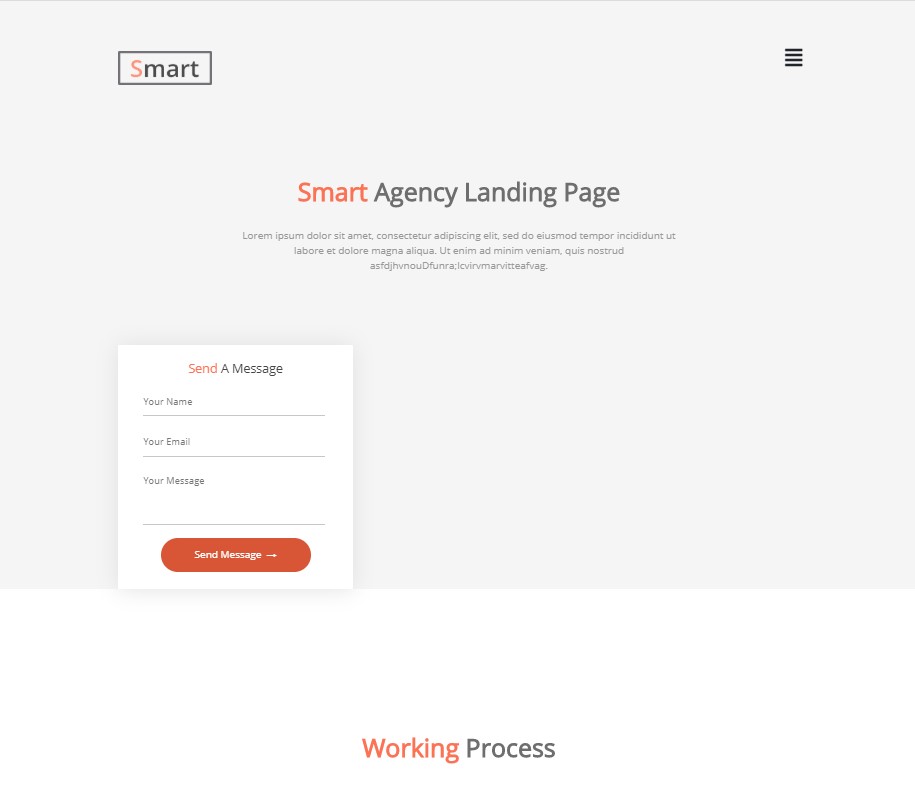 Smart
Smart Agency Landing Page
Lorem ipsum dolor sit amet, consectetur adipiscing elit, sed do eiusmod tempor incididunt ut
labore et dolore magna aliqua. Ut enim ad minim veniam, quis nostrud
asfdjhvnouDfunra;lcvirvmarvitteafvag.
Send A Message
Your Name
Your Email
Your Message
Send Message →
Working Process